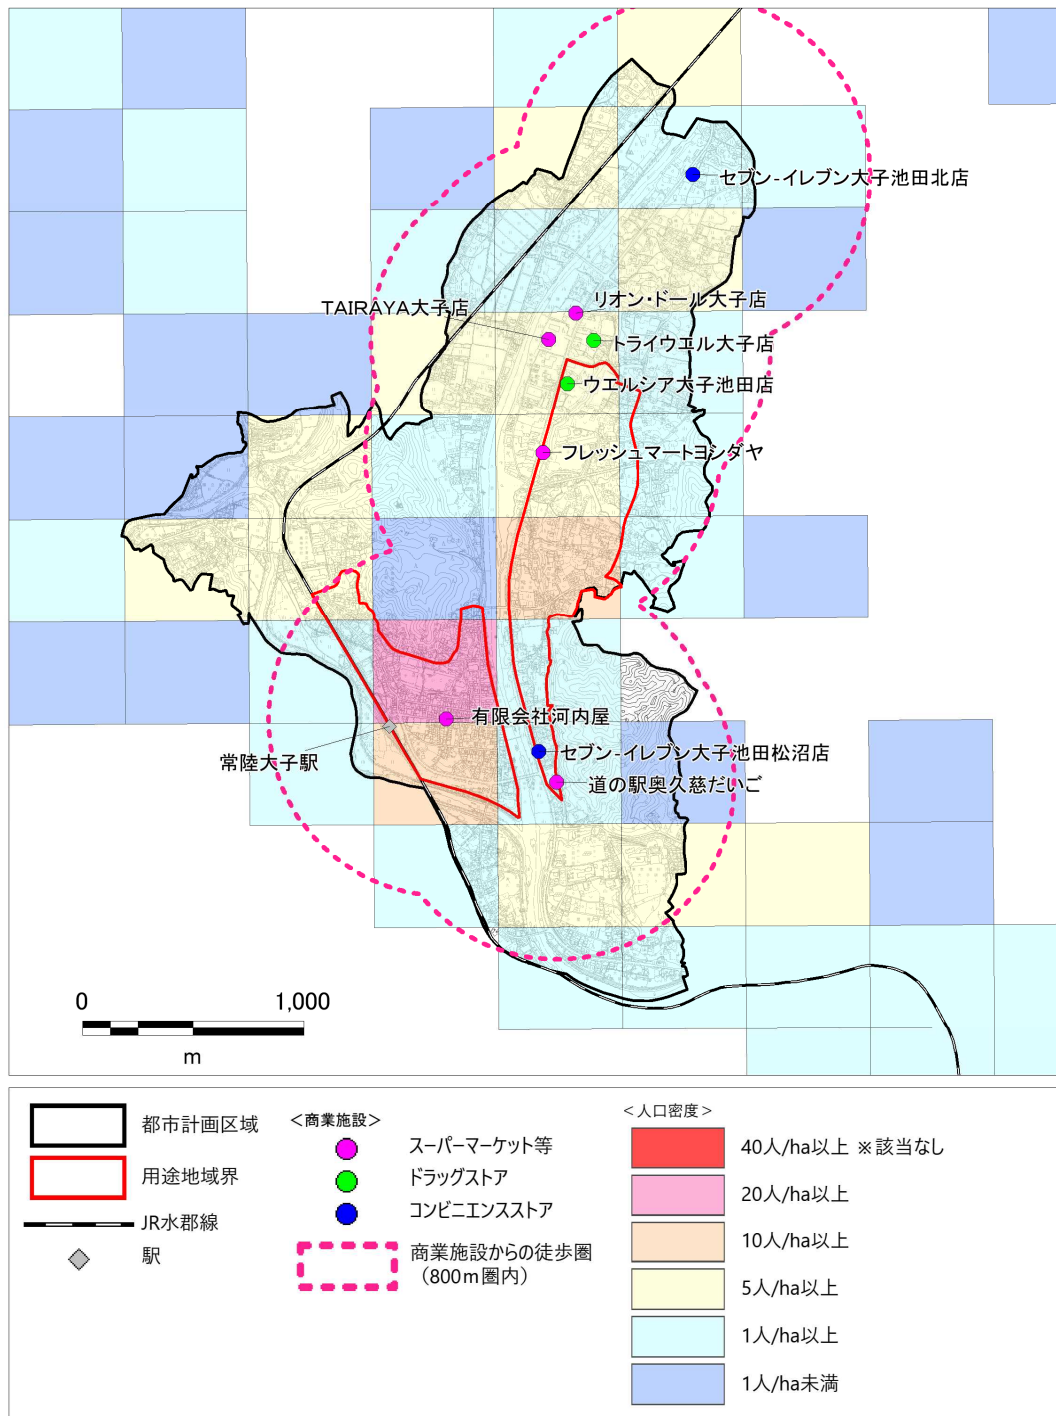 セブン-イレブン大子池田北店
リオン・ドール大子店
TAIRAYA大子店
トライウエル大子店
ウエルシア大子池田店
フレッシュマートヨシダヤ
有限会社河内屋
常陸大子駅
セブン-イレブン大子池田松沼店
道の駅奥久慈だいご
0 1,000
m
都市計画区域
用途地域界
JR水郡線
駅
＜商業施設＞
スーパーマーケット等
ドラッグストア
コンビニエンスストア
商業施設からの徒歩圏
（800m圏内）
＜人口密度＞
40人/ha以上 ※該当なし
20人/ha以上
10人/ha以上
5人/ha以上
1人/ha以上
1人/ha未満